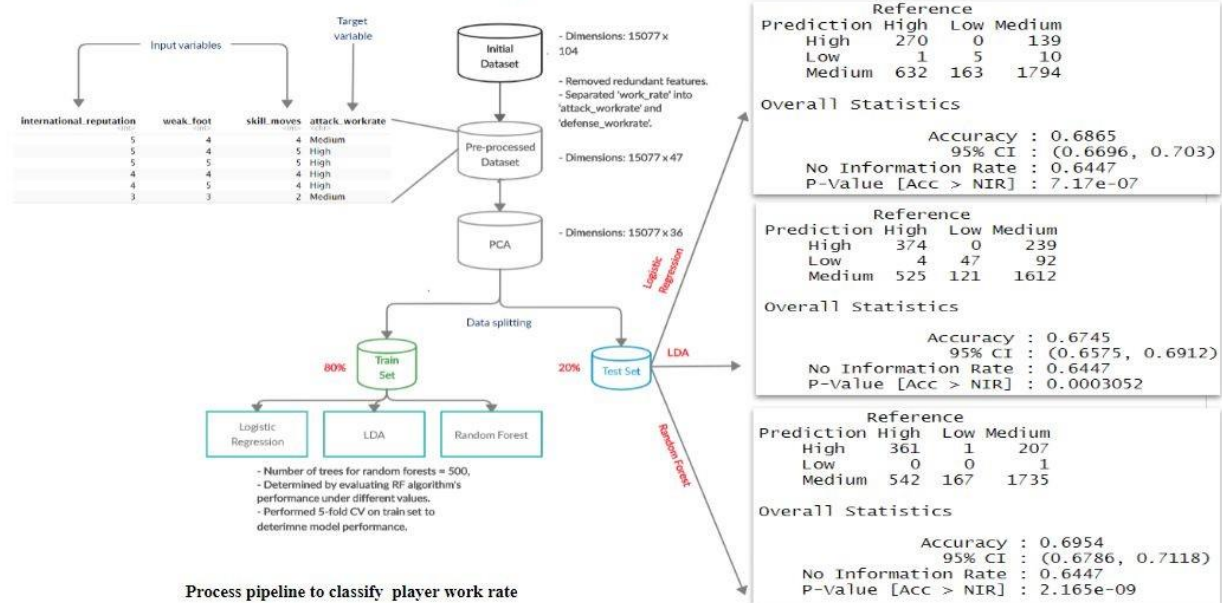 Input variables
Target
variable
international_reputation weak_foot skill_moves attack_workrate
<int> <int> <int> <chr>
5 4 4 Medium
5 4 5 High
5 5 5 High
4 4 4 High
4 5 4 High
3 3 2 Medium
Initial
Dataset
- Dimensions: 15077 x
104
- Removed redundant features.
- Separated 'work_rate' into
'attack_workrate' and
'defense_workrate'.
Pre-processed
Dataset
- Dimensions: 15077 x 47
PCA
- Dimensions: 15077 x 36
Data splitting
80%
Train
Set
20%
Test Set
Logistic
Regression
LDA
Random Forest
- Number of trees for random forests = 500,
- Determined by evaluating RF algorithm's
performance under different values.
- Performed 5-fold CV on train set to
deterimne model performance.
Process pipeline to classify player work rate
Logistic
Regression
LDA
Random Forest
Reference
Prediction High Low Medium
High 270 0 139
Low 1 5 10
Medium 632 163 1794
Overall Statistics
Accuracy : 0.6865
95% CI : (0.6696, 0.703)
No Information Rate : 0.6447
P-Value [Acc > NIR] : 7.17e-07
Reference
Prediction High Low Medium
High 374 0 239
Low 4 47 92
Medium 525 121 1612
Overall Statistics
Accuracy : 0.6745
95% CI : (0.6575, 0.6912)
No Information Rate : 0.6447
P-Value [Acc > NIR] : 0.0003052
Reference
Prediction High Low Medium
High 361 1 207
Low 0 0 1
Medium 542 167 1735
Overall Statistics
Accuracy : 0.6954
95% CI : (0.6786, 0.7118)
No Information Rate : 0.6447
P-Value [Acc > NIR] : 2.165e-09